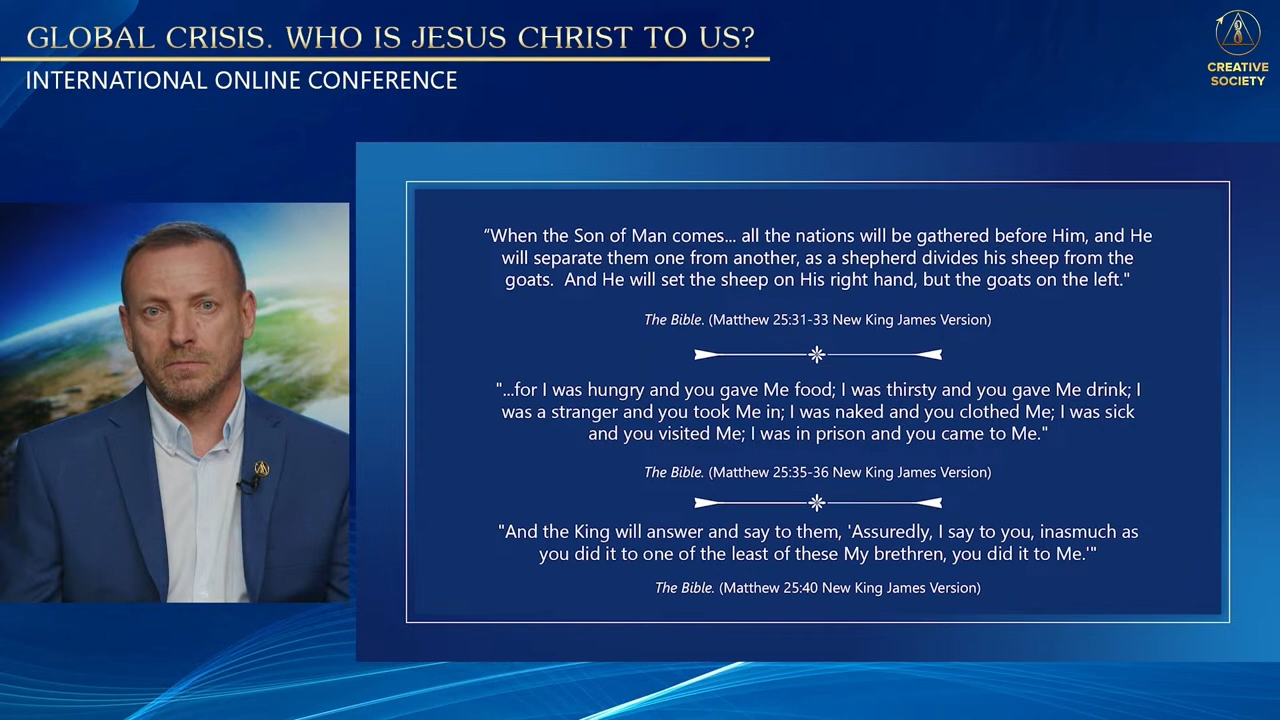 GLOBAL CRISIS. WHO IS JESUS CHRIST TO US?
INTERNATIONAL ONLINE CONFERENCE
CREATIVE
SOCIETY
“When the Son of Man comes... all the nations will be gathered before Him, and He
will separate them one from another, as a shepherd divides his sheep from the
goats.  And He will set the sheep on His right hand, but the goats on the left."
The Bible. (Matthew 25:31-33 New King James Version)
"...for I was hungry and you gave Me food; I was thirsty and you gave Me drink; I
was a stranger and you took Me in; I was naked and you clothed Me; I was sick
and you visited Me; I was in prison and you came to Me."
The Bible. (Matthew 25:35-36 New King James Version)
"And the King will answer and say to them, 'Assuredly, I say to you, inasmuch as
you did it to one of the least of these My brethren, you did it to Me.'"
The Bible. (Matthew 25:40 New King James Version)